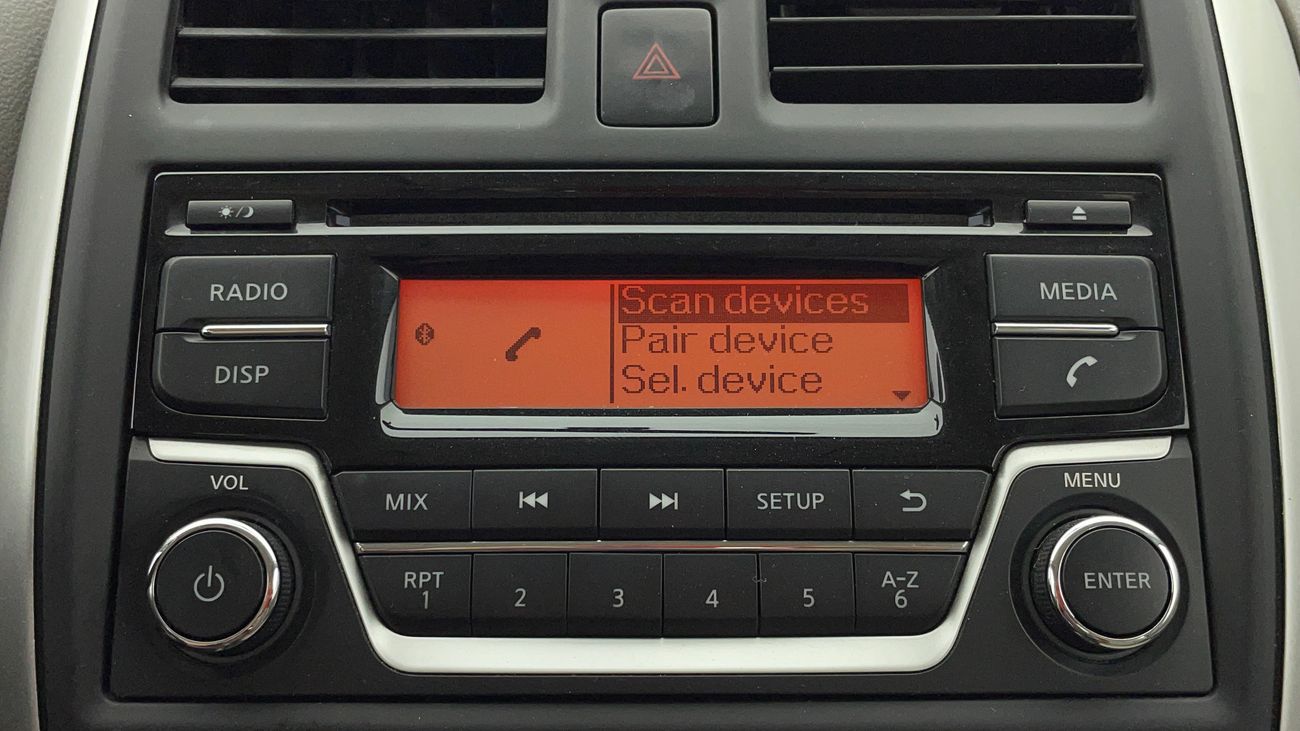 RADIO
DISP
Scan devices
Pair device
Sel. device
MEDIA
VOL
MENU
MIX
SETUP
ENTER
RPT
1
2
3
4
5
A-Z
6